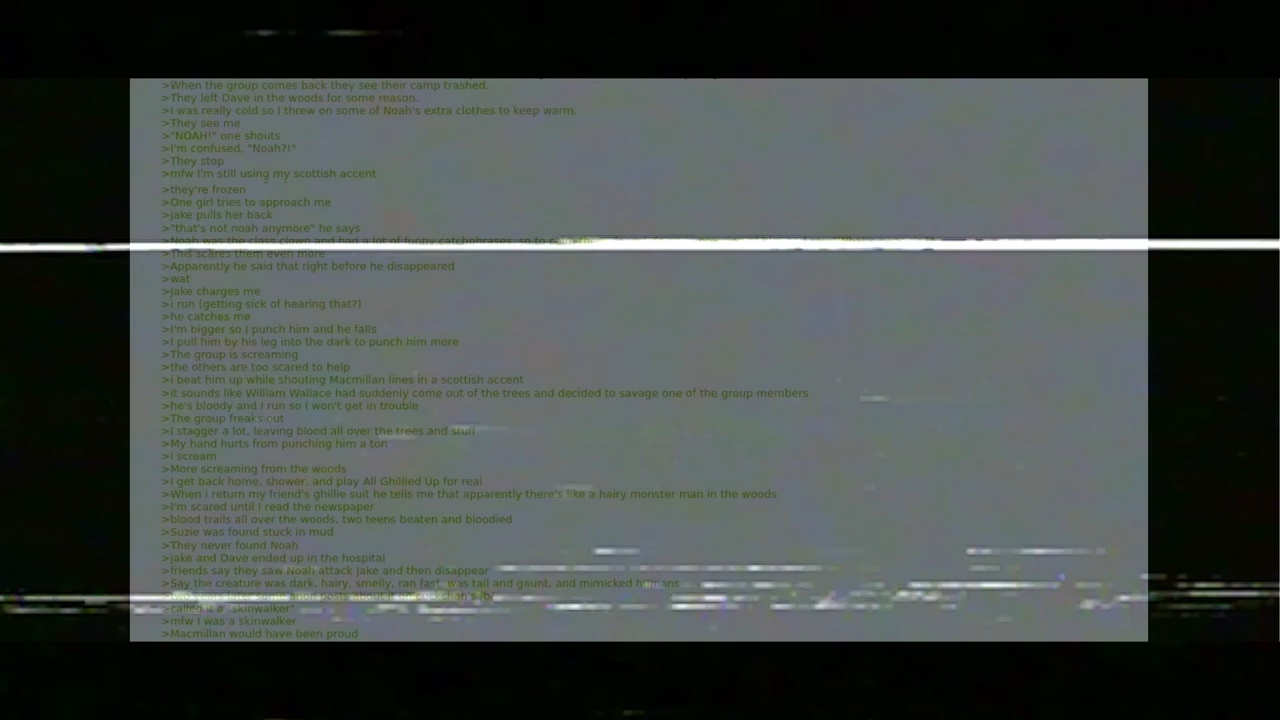 >When the group comes back they see their camp trashed.
>They left Dave in the woods for some reason.
>I was really cold so I threw on some of Noah's extra clothes to keep warm.
>They see me
>"NOAH!" one shouts
>I'm confused, "Noah?!"
>They stop
>mfw I'm still using my scottish accent
>they're frozen
>One girl tries to approach me
>jake pulls her back
>"that's not noah anymore" he says
>Noah was the class clown and had a lot of funny catchphrases, so to
>This scares them even more
>Apparently he said that right before he disappeared
>wat
>Jake charges me
>i run (getting sick of hearing that?)
>he catches me
>I'm bigger so I punch him and he falls
>I pull him by his leg into the dark to punch him more
>The group is screaming
>the others are too scared to help
>i beat him up while shouting Macmillan lines in a scottish accent
>it sounds like William Wallace had suddenly come out of the trees and decided to savage one of the group members
>he's bloody and I run so I won't get in trouble
>The group freaks out
>I stagger a lot, leaving blood all over the trees and stuff
>My hand hurts from punching him a ton
>i scream
>More screaming from the woods
>I get back home, shower, and play All Ghillied Up for real
>When i return my friend's ghillie suit he tells me that apparently there's like a hairy monster man in the woods
>I'm scared until I read the newspaper
>blood trails all over the woods, two teens beaten and bloodied
>Suzie was found stuck in mud
>They never found Noah
>jake and Dave ended up in the hospital
>friends say they saw Noah attack Jake and then disappear
>Say the creature was dark, hairy, smelly, ran fast, was tall and gaunt, and mimicked humans
>two years later some anon posts about it on cuckchan's /b/
>called it a "skinwalker"
>mfw I was a skinwalker
>Macmillan would have been proud